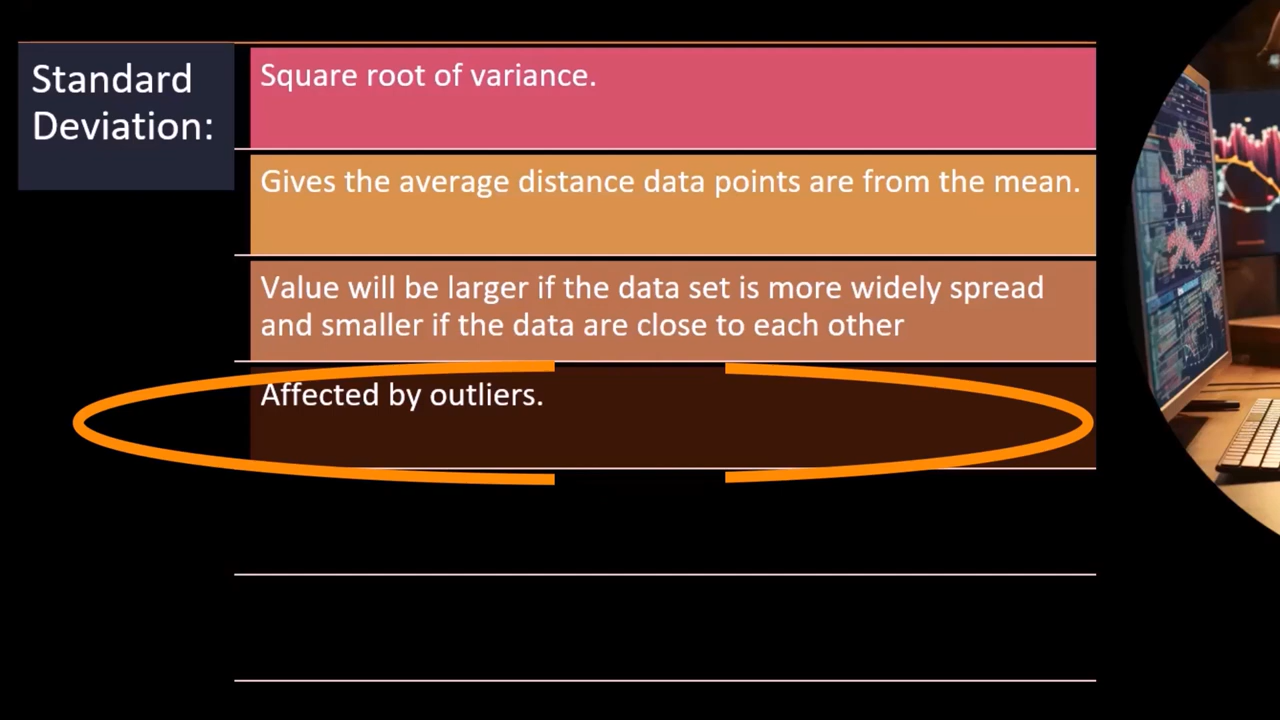 Standard
Deviation:
Square root of variance.
Gives the average distance data points are from the mean.
Value will be larger if the data set is more widely spread
and smaller if the data are close to each other
Affected by outliers.